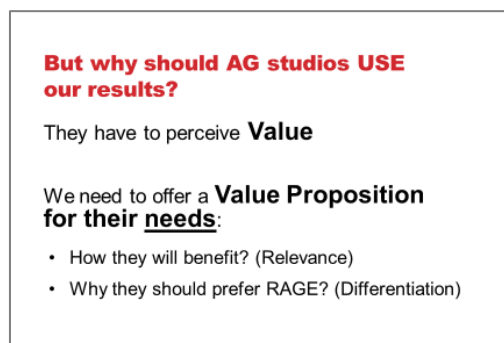 But why should AG studios USE
our results?
They have to perceive Value
We need to offer a Value Proposition
for their needs:
• How they will benefit? (Relevance)
• Why they should prefer RAGE? (Differentiation)